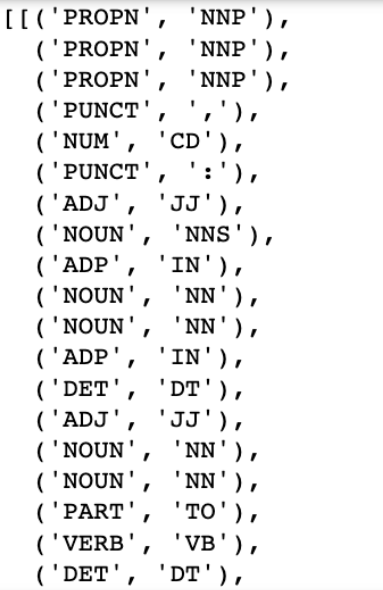 [[('PROPN', 'NNP'),
('PROPN', 'NNP'),
('PROPN', 'NNP'),
('PUNCT', ','),
('NUM', 'CD'),
('PUNCT', ':'),
('ADJ', 'JJ'),
('NOUN', 'NNS'),
('ADP', 'IN'),
('NOUN', 'NN'),
('NOUN', 'NN'),
('ADP', 'IN'),
('DET', 'DT'),
('ADJ', 'JJ'),
('NOUN', 'NN'),
('NOUN', 'NN'),
('PART', 'TO'),
('VERB', 'VB'),
('DET', 'DT'),